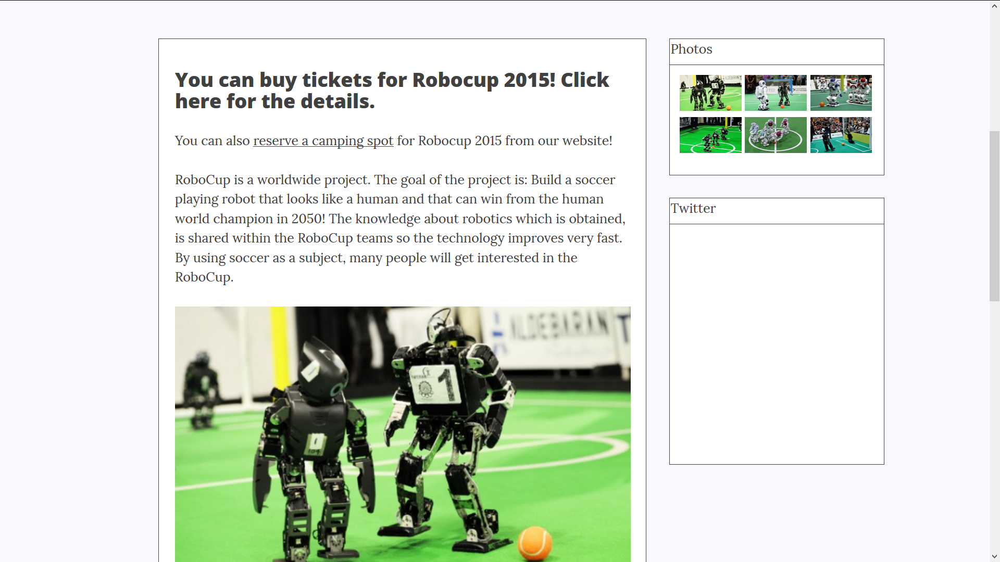 You can buy tickets for Robocup 2015! Click
here for the details.
You can also reserve a camping spot for Robocup 2015 from our website!
RoboCup is a worldwide project. The goal of the project is: Build a soccer
playing robot that looks like a human and that can win from the human
world champion in 2050! The knowledge about robotics which is obtained,
is shared within the RoboCup teams so the technology improves very fast.
By using soccer as a subject, many people will get interested in the
RoboCup.
ALDEBARAN
1
104
Photos
Twitter